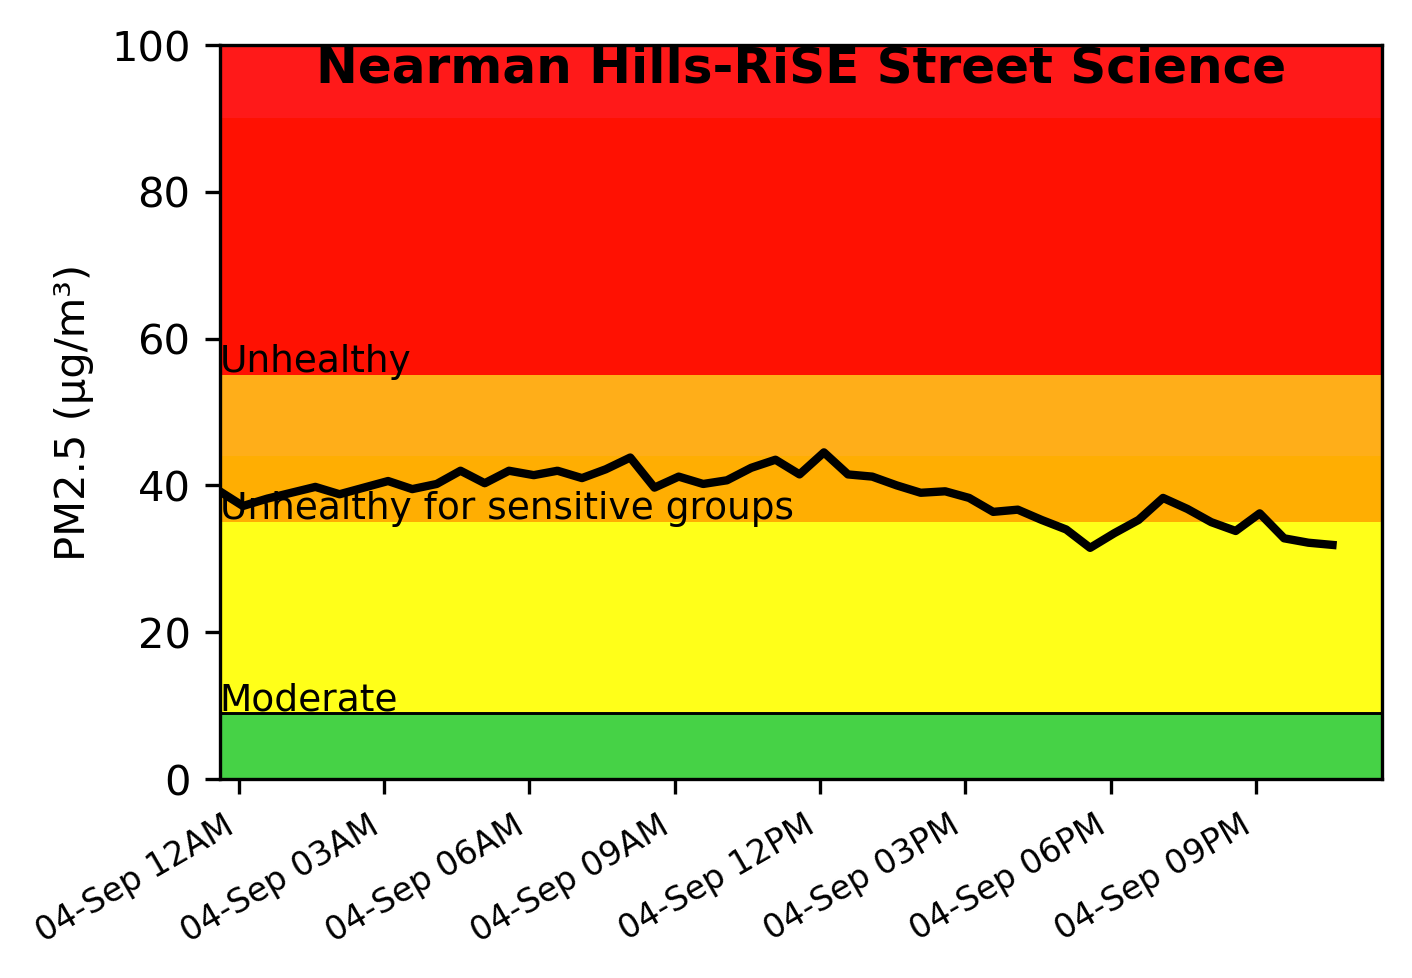 Nearman Hills-RiSE Street Science
PM2.5 (µg/m³)
100
80
60
40
20
0
Unhealthy
Unhealthy for sensitive groups
Moderate
04-Sep 12AM
04-Sep 03AM
04-Sep 06AM
04-Sep 09AM
04-Sep 12PM
04-Sep 03PM
04-Sep 06PM
04-Sep 09PM